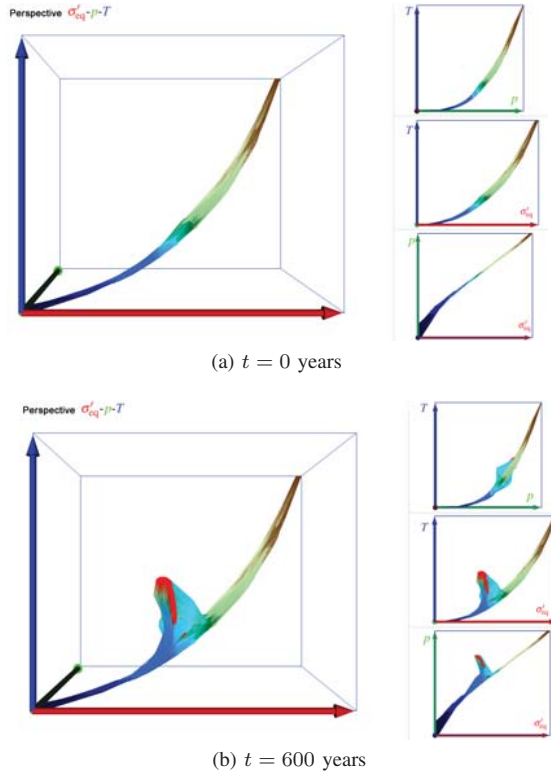 Perspective σ′eq-p-T
T
p
T
σ′eq
p
σ′eq
(a) t = 0 years
Perspective σ′eq-p-T
T
p
T
σ′eq
p
σ′eq
(b) t = 600 years